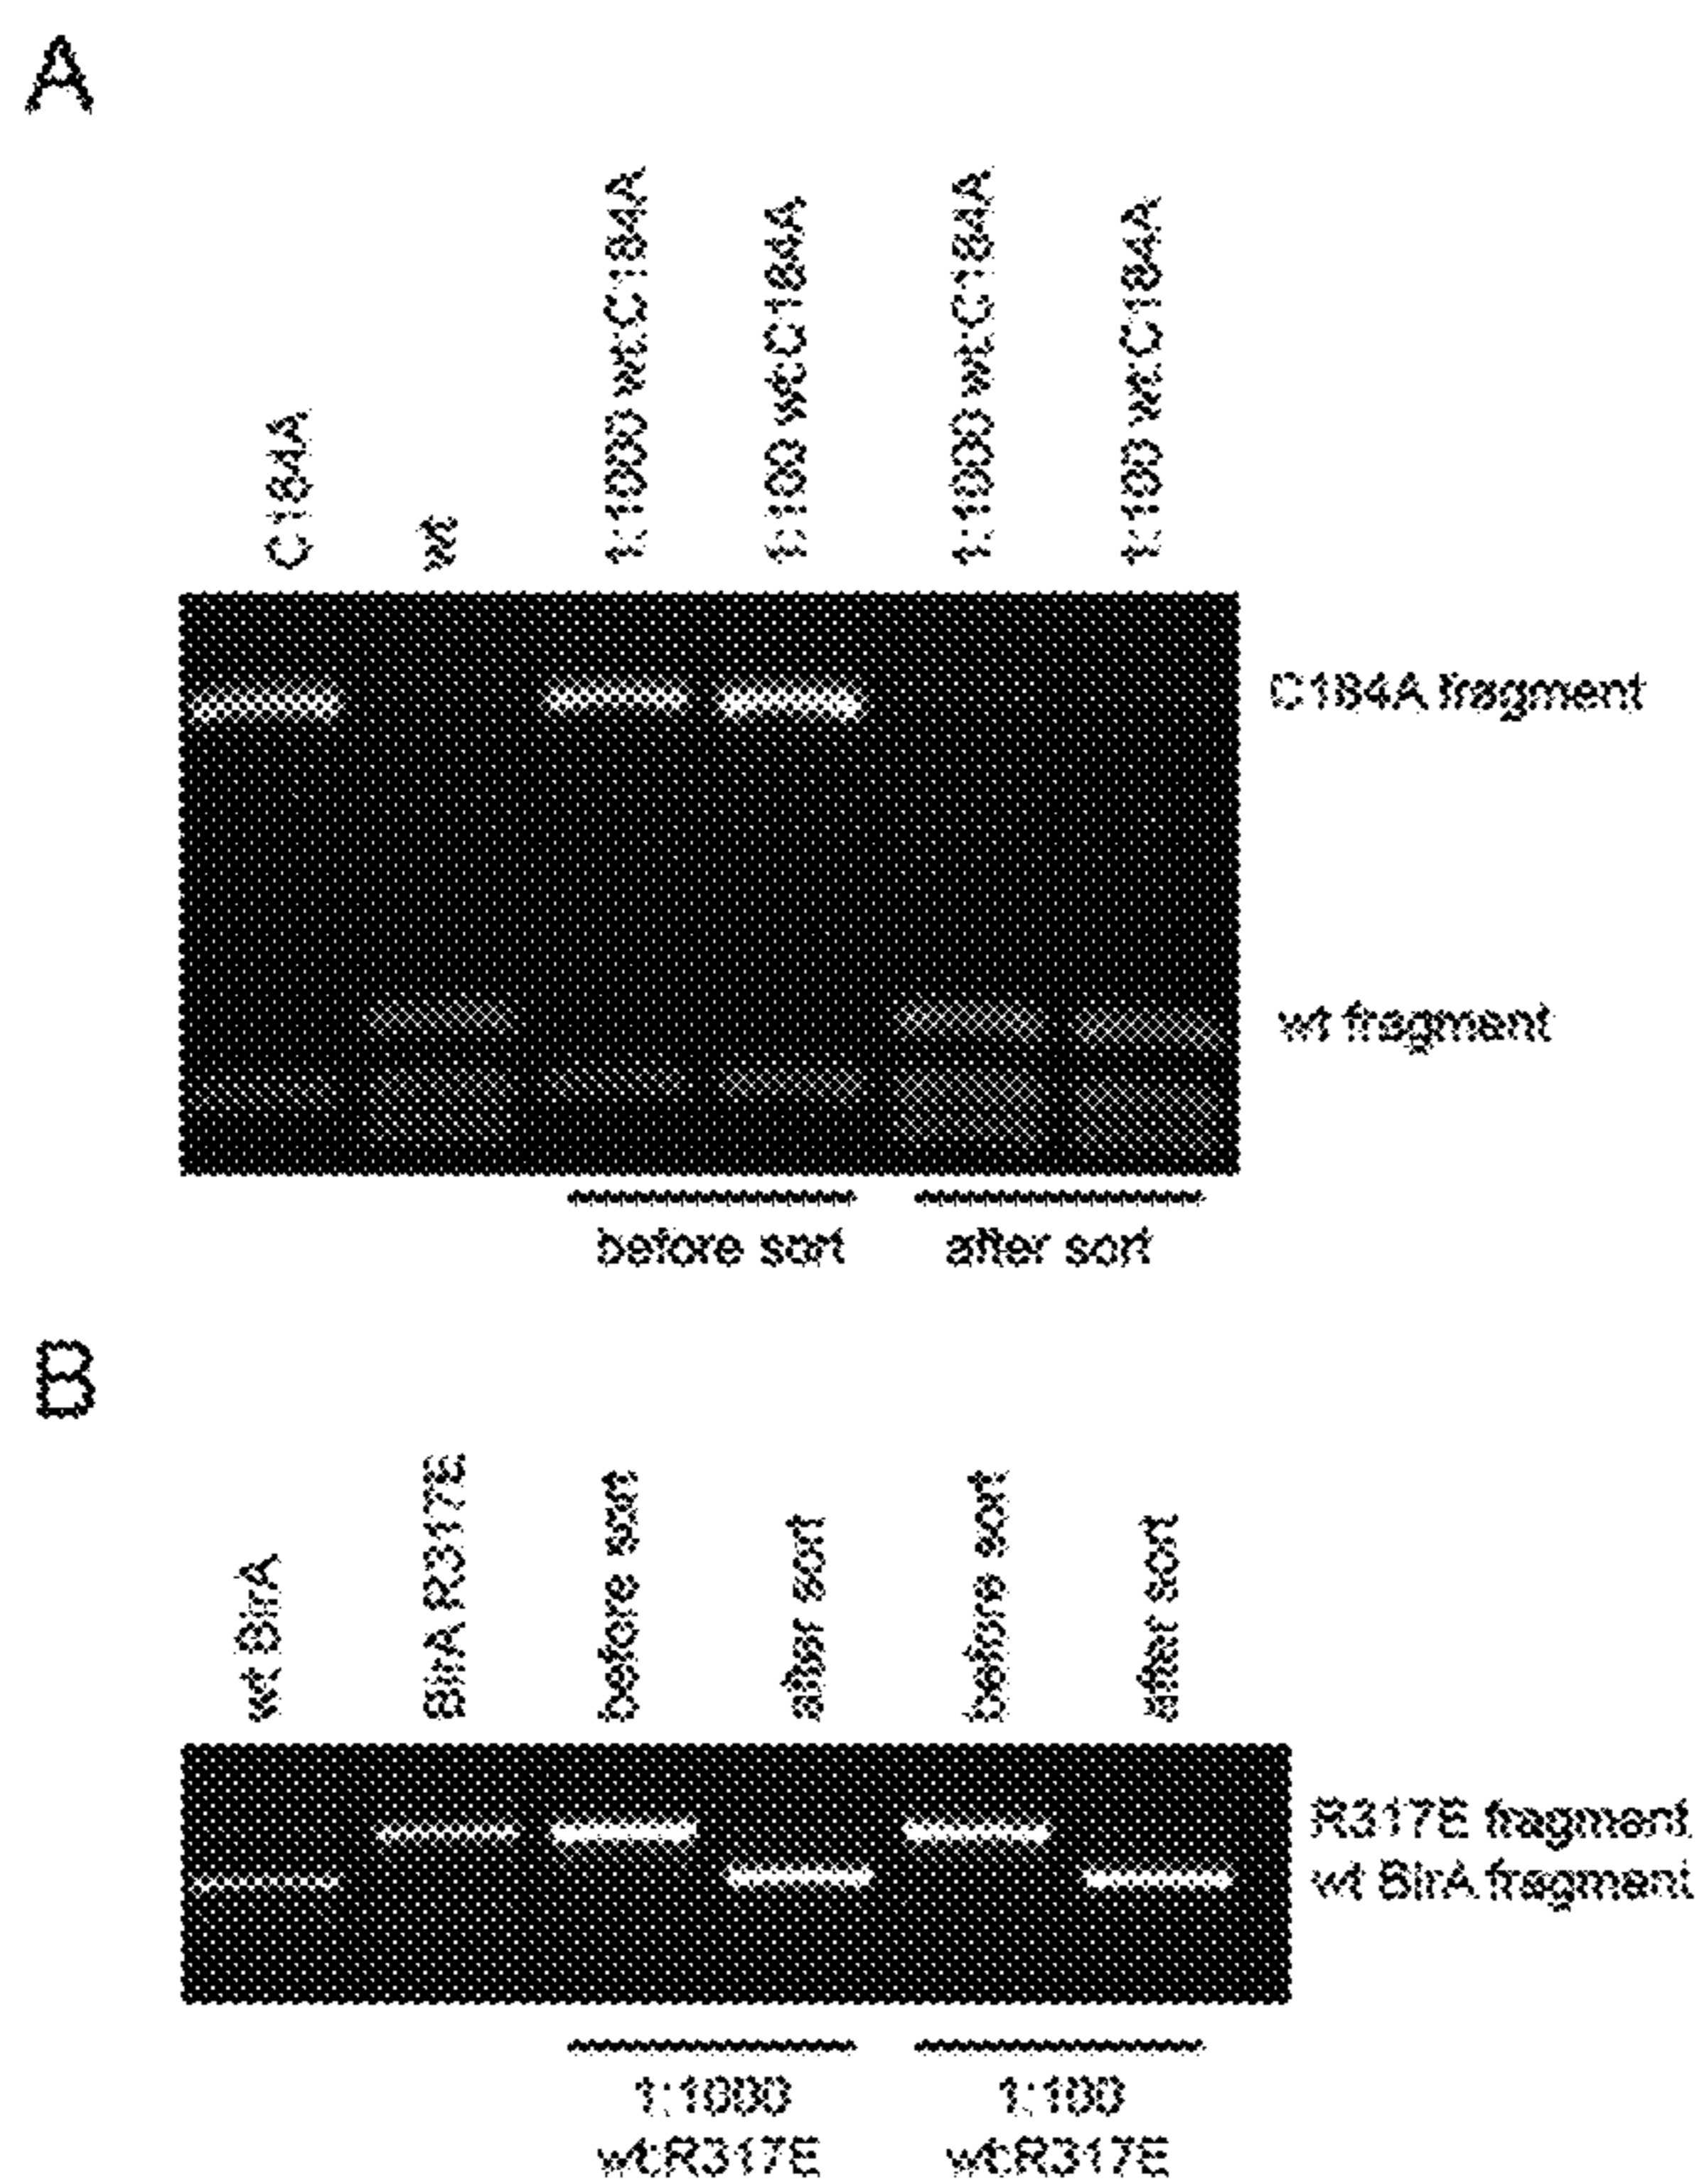 A
C184A
wt
1:1000 wt:C184A
1:100 wt:C184A
1:1000 wt:C184A
1:100 wt:C184A
C184A fragment
wt fragment
before sort
after sort
B
wt BirA
BirA R317E
before sort
after sort
before sort
after sort
R317E fragment
wt BirA fragment
1:1000
wt:R317E
1:100
wt:R317E